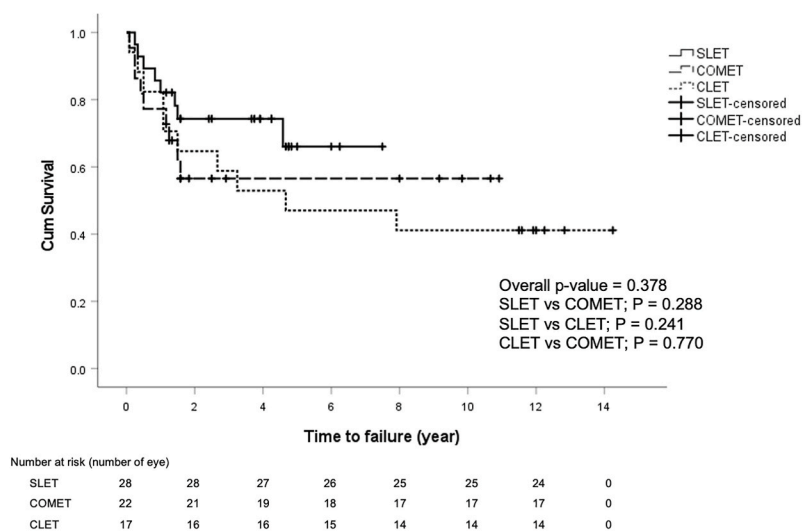 1.0
0.8
0.6
0.4
0.2
0.0
Cum Survival
SLET
COMET
CLET
SLET-censored
COMET-censored
CLET-censored
Overall p-value = 0.378
SLET vs COMET; P = 0.288
SLET vs CLET; P = 0.241
CLET vs COMET; P = 0.770
0 2 4 6 8 10 12 14
Time to failure (year)
Number at risk (number of eye)
SLET 28 28 27 26 25 25 24 0
COMET 22 21 19 18 17 17 17 0
CLET 17 16 16 15 14 14 14 0